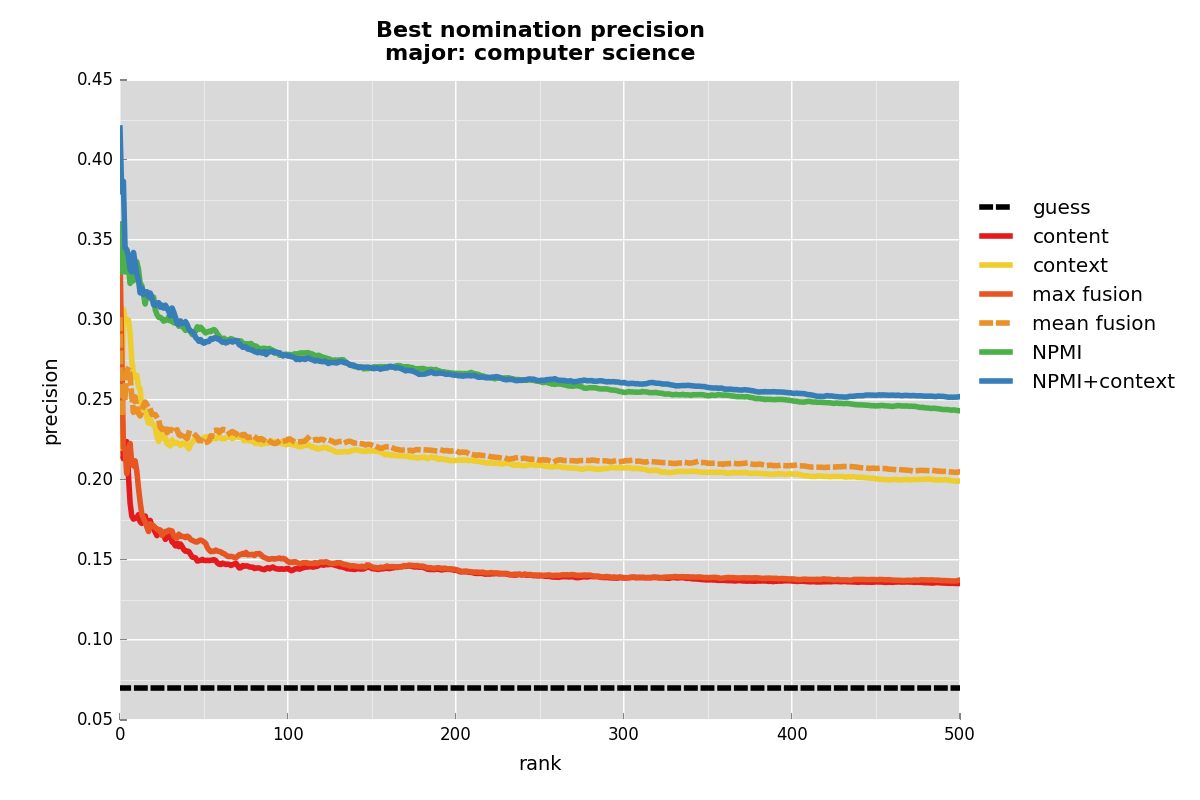 Best nomination precision
major: computer science
precision
0.45
0.40
0.35
0.30
0.25
0.20
0.15
0.10
0.05
0
100
200
300
400
500
rank
guess
content
context
max fusion
mean fusion
NPMI
NPMI+context